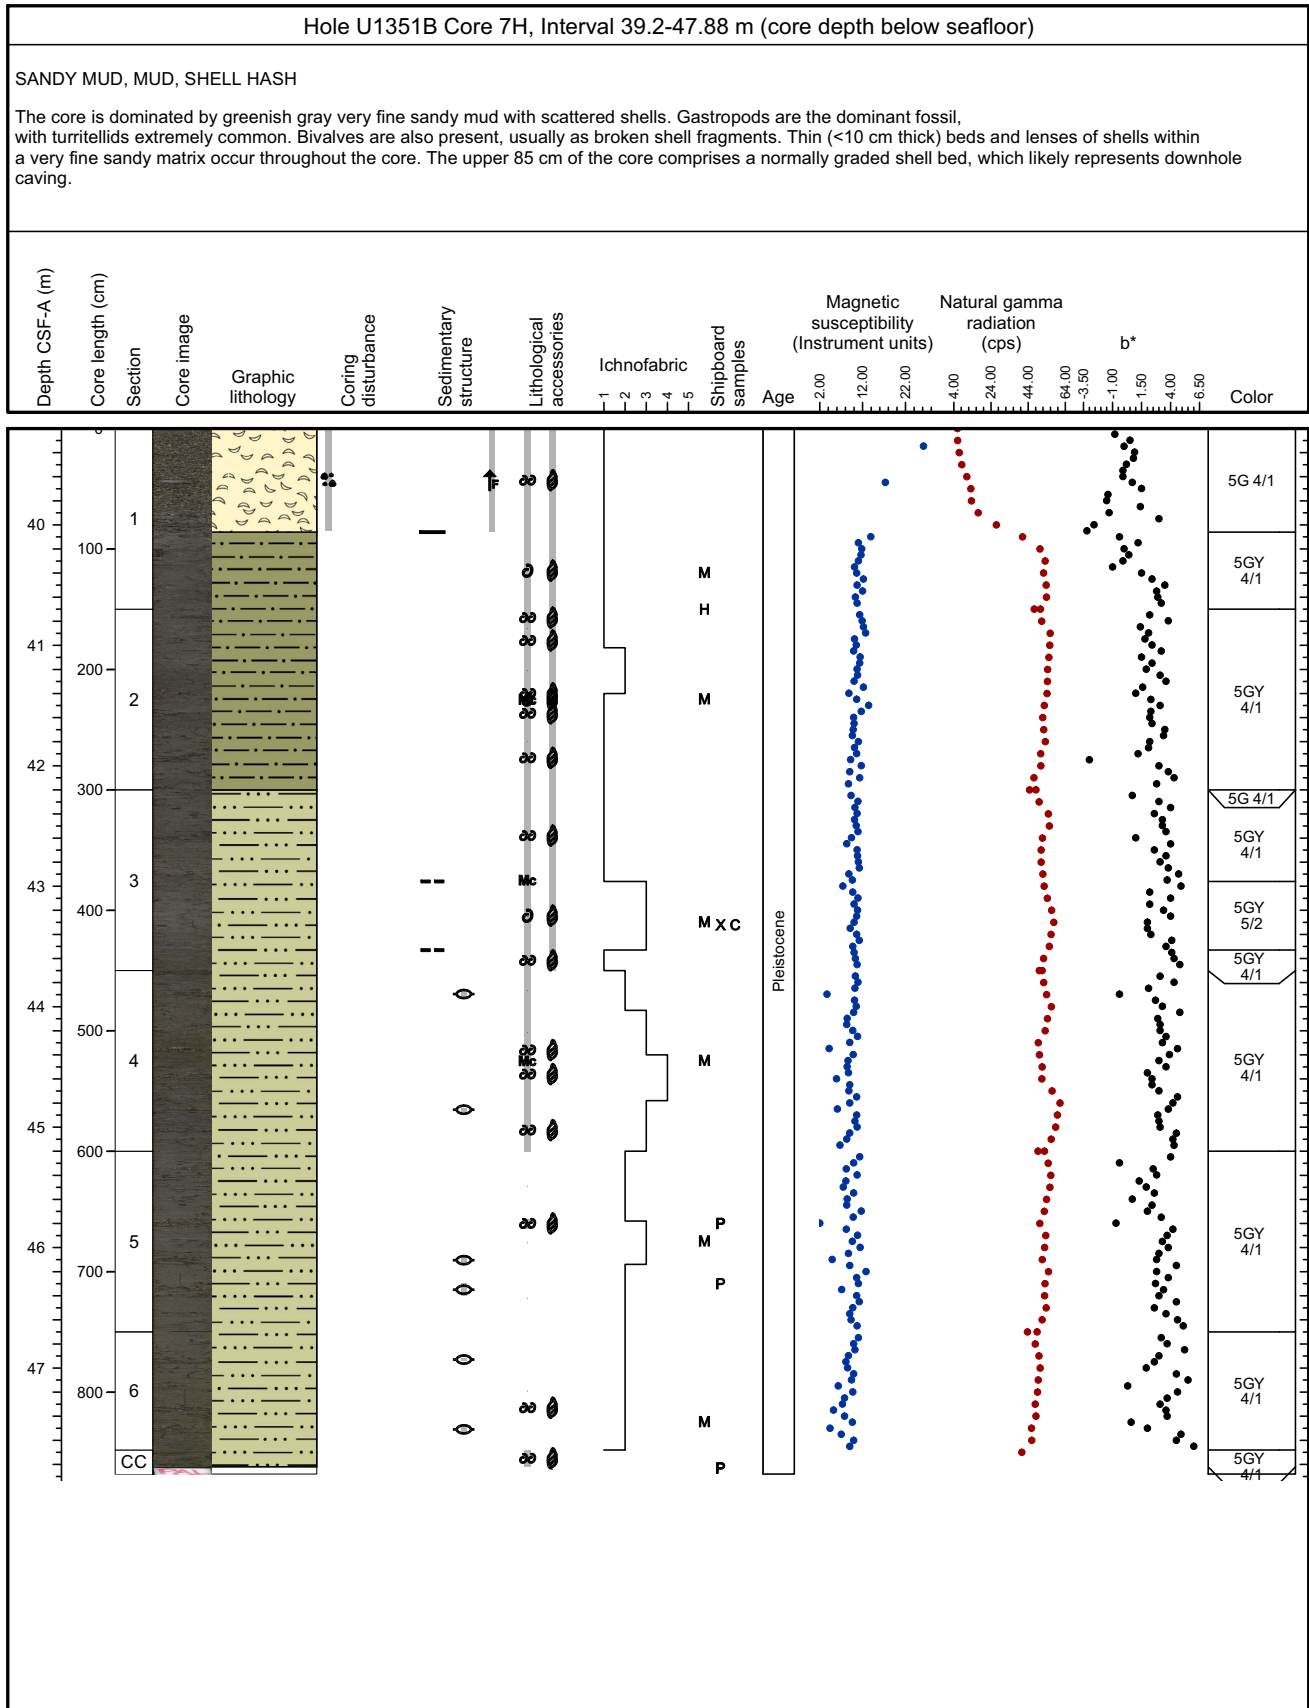 Hole U1351B Core 7H, Interval 39.2-47.88 m (core depth below seafloor)
SANDY MUD, MUD, SHELL HASH
The core is dominated by greenish gray very fine sandy mud with scattered shells. Gastropods are the dominant fossil,
with turritellids extremely common. Bivalves are also present, usually as broken shell fragments. Thin (<10 cm thick) beds and lenses of shells within
a very fine sandy matrix occur throughout the core. The upper 85 cm of the core comprises a normally graded shell bed, which likely represents downhole
caving.
Depth CSF-A (m)
Core length (cm)
Section
Core image
Graphic
lithology
Coring
disturbance
Sedimentary
structure
Lithological
accessories
Ichnofabric
1 2 3 4 5
Shipboard
samples
Age
Magnetic
susceptibility
(Instrument units)
2.00 12.00 22.00
Natural gamma
radiation
(cps)
4.00 24.00 44.00 64.00
b*
-3.50 -1.00 1.50 4.00 6.50
Color
40
41
42
43
44
45
46
47
100
200
300
400
500
600
700
800
1
2
3
4
5
6
CC
F
Mc
Mc
Mc
M
H
M
M X C
M
P
M
P
M
P
Pleistocene
5G 4/1
5GY
4/1
5GY
4/1
5G 4/1
5GY
4/1
5GY
5/2
5GY
4/1
5GY
4/1
5GY
4/1
5GY
4/1
5GY
4/1